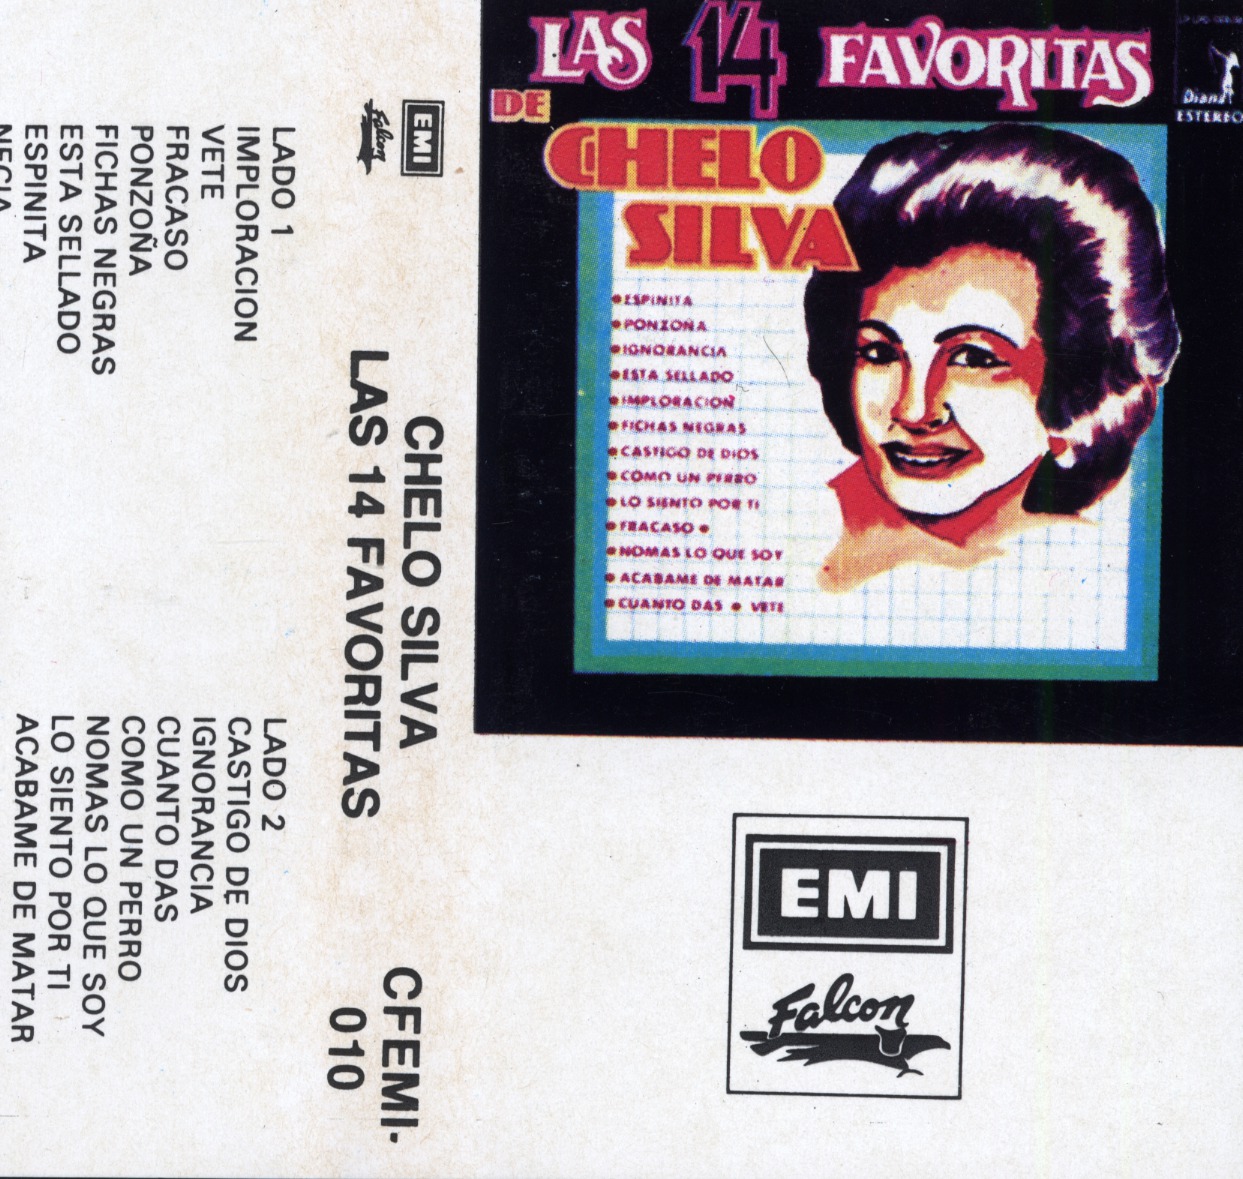 LAS 14 FAVORITAS
DE
CHELO
SILVA
Diana
ESTEREO
• ESPINITA
• PONZOÑA
• IGNORANCIA
• ESTA SELLADO
• IMPLORACION
• FICHAS NEGRAS
• CASTIGO DE DIOS
• COMO UN PERRO
• LO SIENTO POR TI
• FRACASO •
• NOMAS LO QUE SOY
• ACABAME DE MATAR
• CUANTO DAS • VETE
EMI
Falcon
EMI
Falcon
CHELO SILVA
LAS 14 FAVORITAS
CFEMI-
010
LADO 1
IMPLORACION
VETE
FRACASO
PONZOÑA
FICHAS NEGRAS
ESTA SELLADO
ESPINITA
LADO 2
CASTIGO DE DIOS
IGNORANCIA
CUANTO DAS
COMO UN PERRO
NOMAS LO QUE SOY
LO SIENTO POR TI
ACABAME DE MATAR